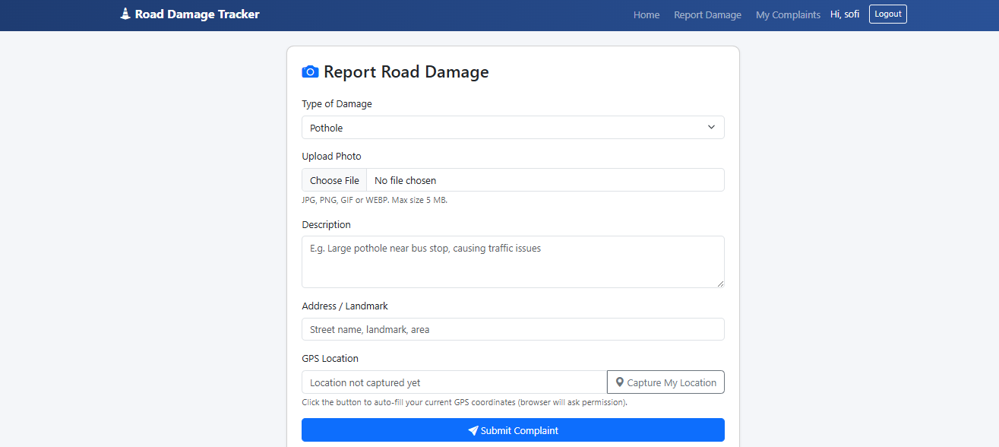 Road Damage Tracker
Home Report Damage My Complaints Hi, sofi Logout
Report Road Damage
Type of Damage
Pothole
Upload Photo
Choose File No file chosen
JPG, PNG, GIF or WEBP. Max size 5 MB.
Description
E.g. Large pothole near bus stop, causing traffic issues
Address / Landmark
Street name, landmark, area
GPS Location
Location not captured yet Capture My Location
Click the button to auto-fill your current GPS coordinates (browser will ask permission).
Submit Complaint